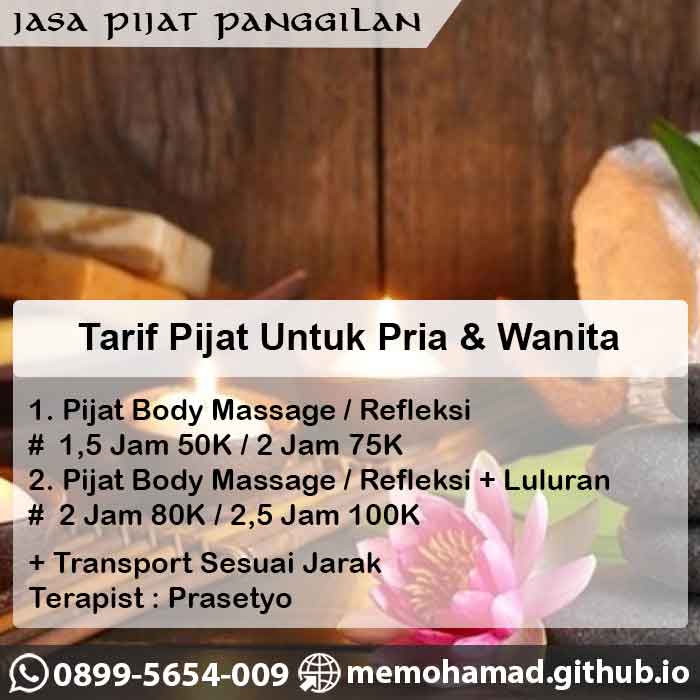 Jasa Pijat Panggilan
Tarif Pijat Untuk Pria & Wanita
1. Pijat Body Massage / Refleksi
# 1,5 Jam 50K / 2 Jam 75K
2. Pijat Body Massage / Refleksi + Luluran
# 2 Jam 80K / 2,5 Jam 100K
+ Transport Sesuai Jarak
Terapist : Prasetyo
0899-5654-009 memohamad.github.io